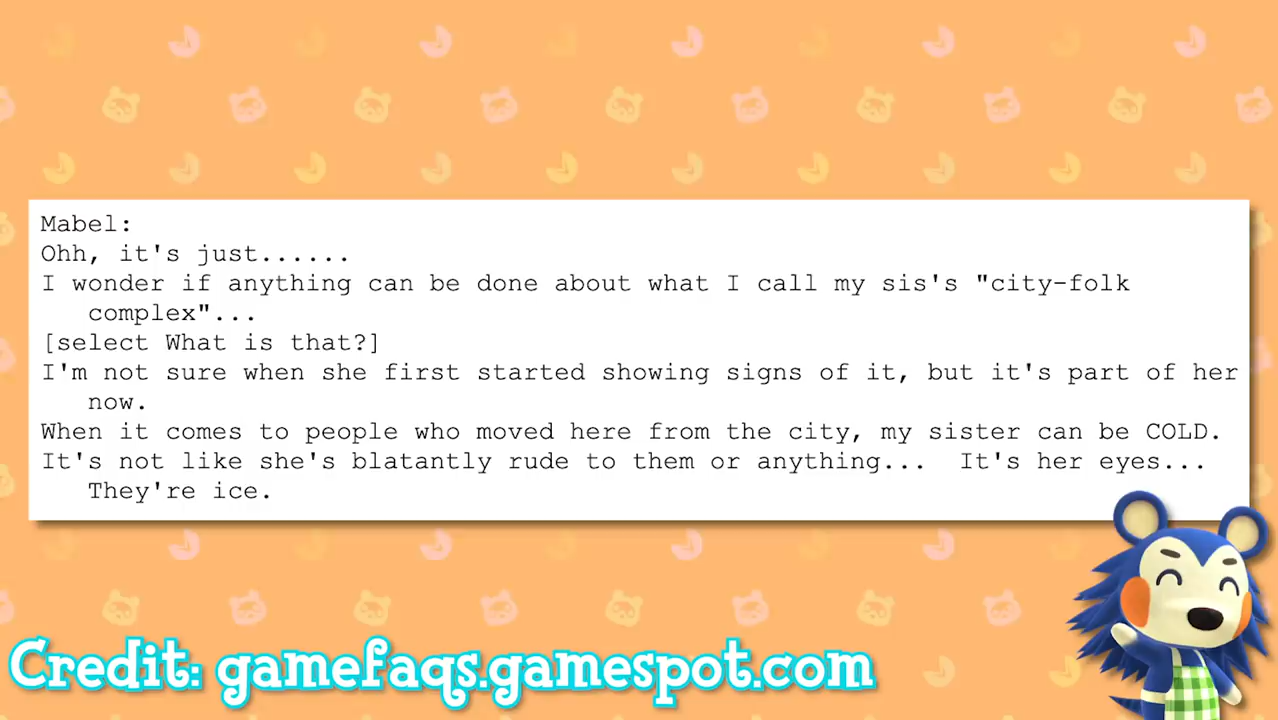 Mabel:
Ohh, it's just......
I wonder if anything can be done about what I call my sis's "city-folk
complex"...
[select What is that?]
I'm not sure when she first started showing signs of it, but it's part of her
now.
When it comes to people who moved here from the city, my sister can be COLD.
It's not like she's blatantly rude to them or anything... It's her eyes...
They're ice.
Credit: gamefaqs.gamespot.com